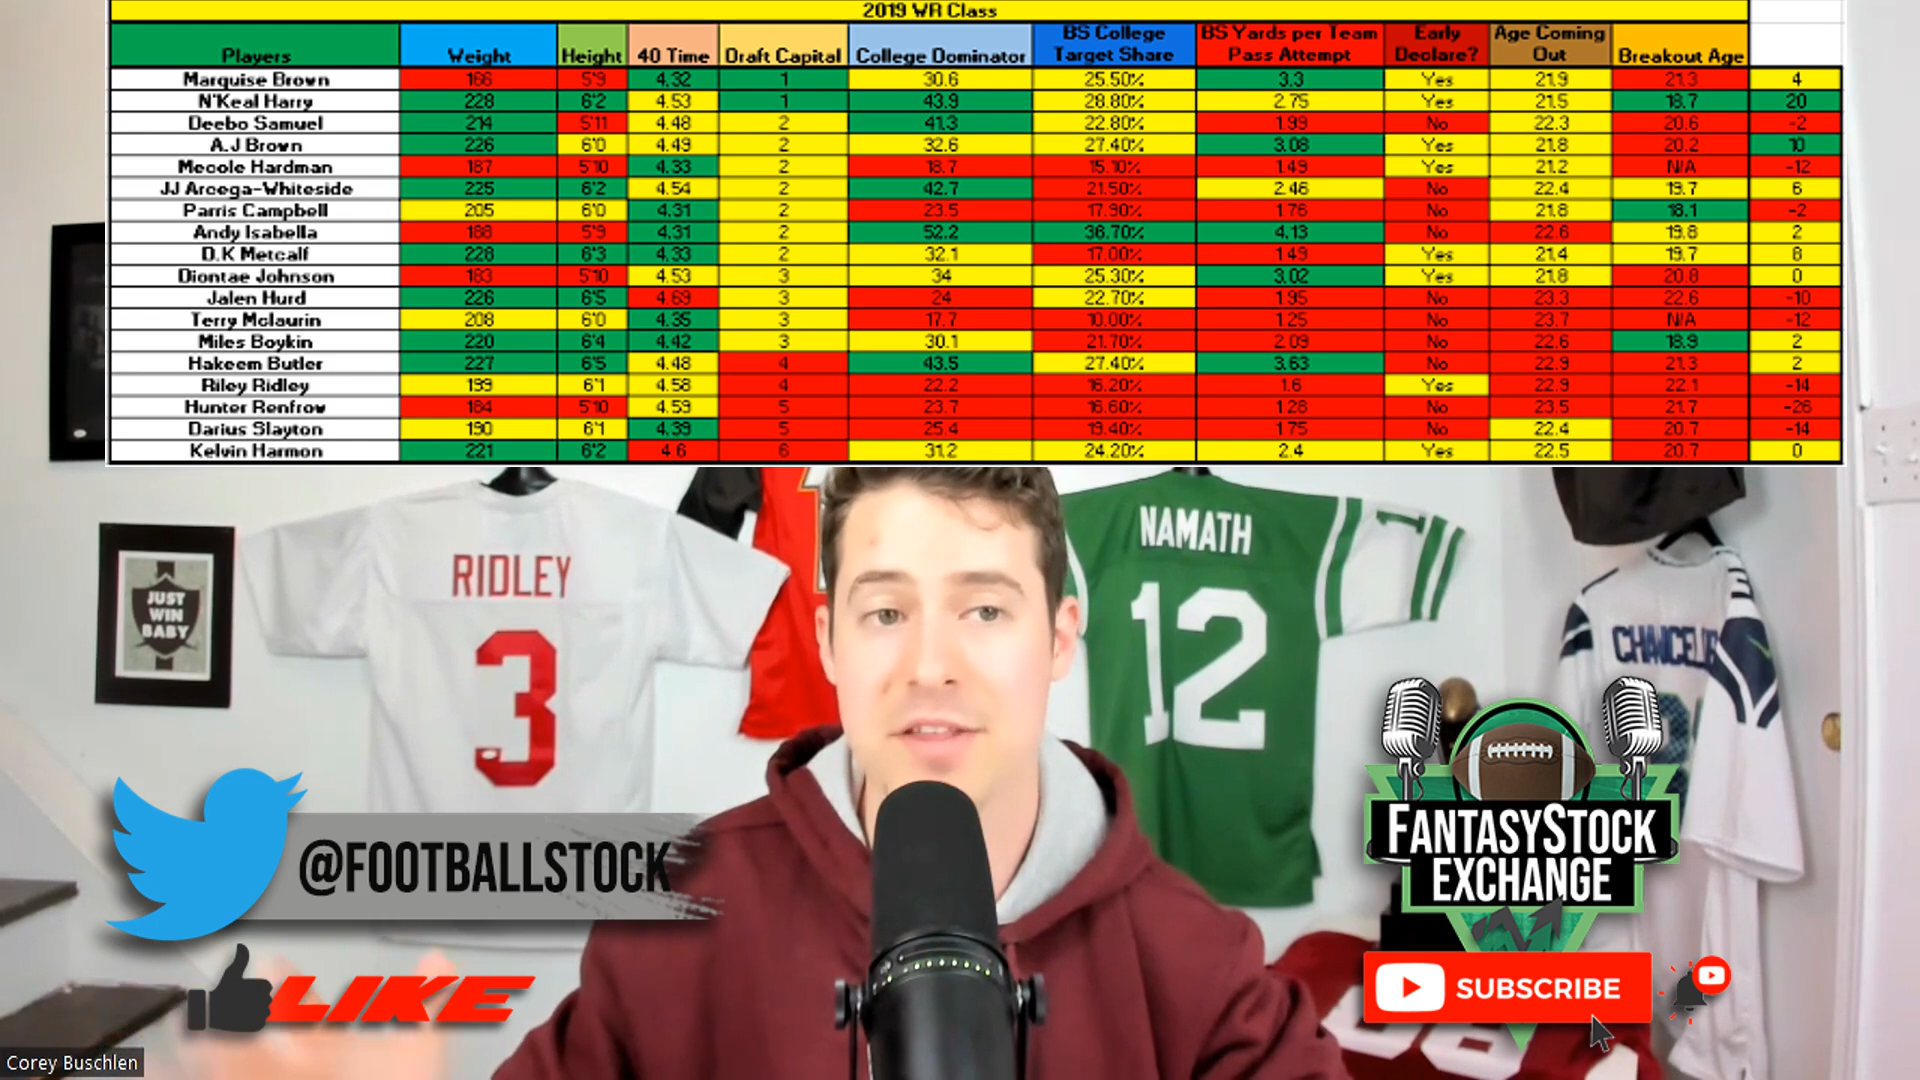 2019 WR Class
Players Weight Height 40 Time Draft Capital College Dominator BS College Target Share BS Yards per Team Pass Attempt Early Declare? Age Coming Out Breakout Age
Marquise Brown 166 5'9 4.32 1 30.6 25.50% 3.3 Yes 21.9 21.3 4
N'Keal Harry 228 6'2 4.53 1 43.9 28.80% 2.75 Yes 21.5 18.7 20
Deebo Samuel 214 5'11 4.48 2 41.3 22.80% 1.99 No 22.3 20.6 -2
A.J Brown 226 6'0 4.49 2 32.6 27.40% 3.08 Yes 21.8 20.2 10
Mecole Hardman 187 5'10 4.33 2 18.7 15.10% 1.49 Yes 21.2 N/A -12
JJ Arcega-Whiteside 225 6'2 4.54 2 42.7 21.50% 2.46 No 22.4 19.7 6
Parris Campbell 205 6'0 4.31 2 23.5 17.90% 1.76 No 21.8 18.1 -2
Andy Isabella 188 5'9 4.31 2 52.2 36.70% 4.13 No 22.6 19.8 2
D.K Metcalf 228 6'3 4.33 2 32.1 17.00% 1.49 Yes 21.4 19.7 8
Diontae Johnson 183 5'10 4.53 3 34 25.30% 3.02 Yes 21.8 20.8 0
Jalen Hurd 226 6'5 4.69 3 24 22.70% 1.95 No 23.3 22.6 -10
Terry Mclaurin 208 6'0 4.35 3 17.7 10.00% 1.25 No 23.7 N/A -12
Miles Boykin 220 6'4 4.42 3 30.1 21.70% 2.09 No 22.6 18.9 2
Hakeem Butler 227 6'5 4.48 4 43.5 27.40% 3.63 No 22.9 21.3 2
Riley Ridley 199 6'1 4.58 4 22.2 16.20% 1.6 Yes 22.9 22.1 -14
Hunter Renfrow 184 5'10 4.59 5 23.7 16.60% 1.28 No 23.5 21.7 -26
Darius Slayton 190 6'1 4.39 5 25.4 19.40% 1.75 No 22.4 20.7 -14
Kelvin Harmon 221 6'2 4.6 6 31.2 24.20% 2.4 Yes 22.5 20.7 0
JUST
WIN
BABY
RIDLEY
3
NAMATH
12
1
@FOOTBALLSTOCK
LIKE
FANTASYSTOCK
EXCHANGE
SUBSCRIBE
Corey Buschlen